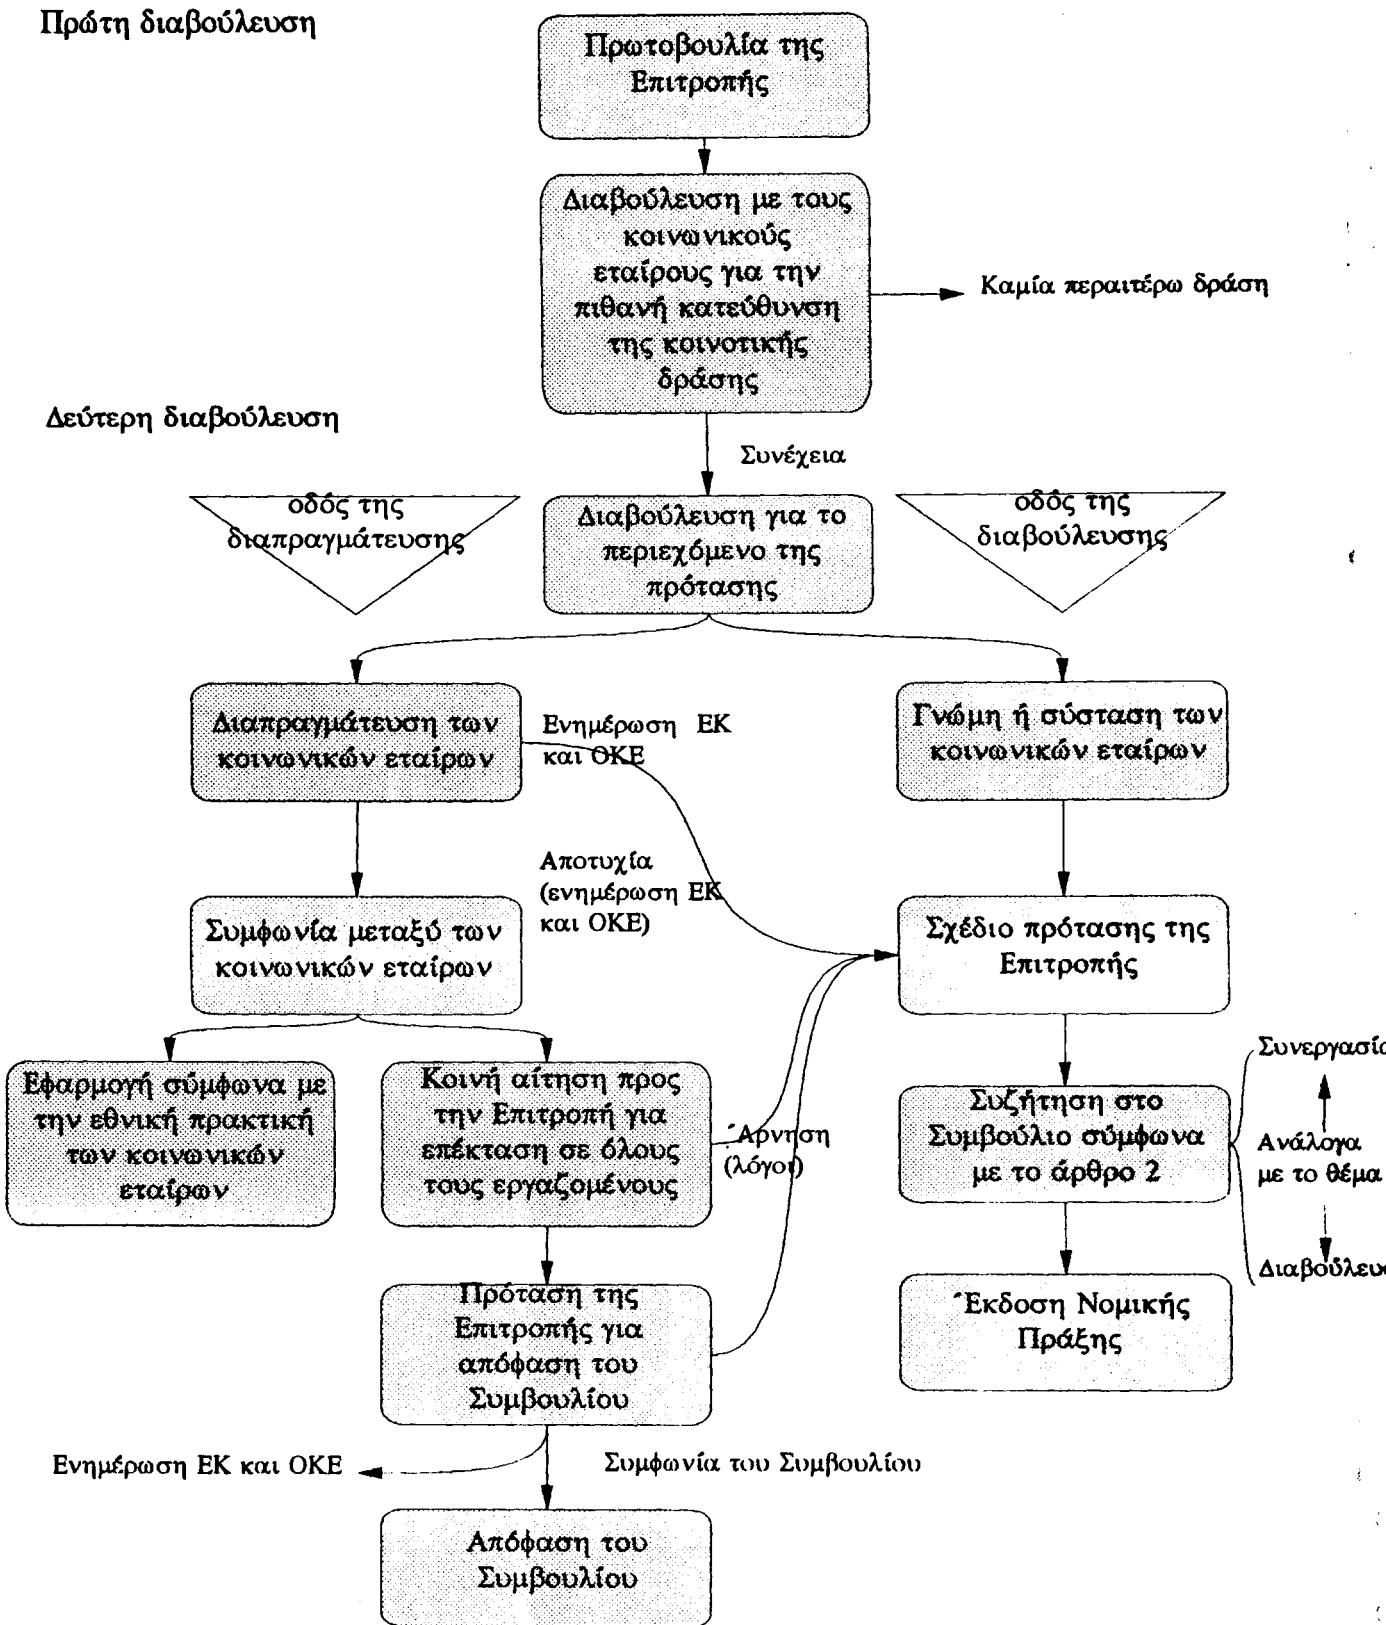 Πρώτη διαβούλευση
Πρωτοβουλία της
Επιτροπής
Διαβούλευση με τους
κοινωνικούς
εταίρους για την
πιθανή κατεύθυνση
της κοινοτικής
δράσης
Καμία περαιτέρω δράση
Δεύτερη διαβούλευση
Συνέχεια
οδός της
διαπραγμάτευσης
Διαβούλευση για το
περιεχόμενο της
πρότασης
οδός της
διαβούλευσης
Διαπραγμάτευση των
κοινωνικών εταίρων
Ενημέρωση ΕΚ
και ΟΚΕ
Γνώμη ή σύσταση των
κοινωνικών εταίρων
Αποτυχία
(ενημέρωση ΕΚ
και ΟΚΕ)
Συμφωνία μεταξύ των
κοινωνικών εταίρων
Σχέδιο πρότασης της
Επιτροπής
Εφαρμογή σύμφωνα με
την εθνική πρακτική
των κοινωνικών
εταίρων
Κοινή αίτηση προς
την Επιτροπή για
επέκταση σε όλους
τους εργαζομένους
Άρνηση
(λόγοι)
Συζήτηση στο
Συμβούλιο σύμφωνα
με το άρθρο 2
Συνεργασία
Ανάλογα
με το θέμα
Διαβούλευσ
Πρόταση της
Επιτροπής για
απόφαση του
Συμβουλίου
Έκδοση Νομικής
Πράξης
Ενημέρωση ΕΚ και ΟΚΕ
Συμφωνία του Συμβουλίου
Απόφαση του
Συμβουλίου